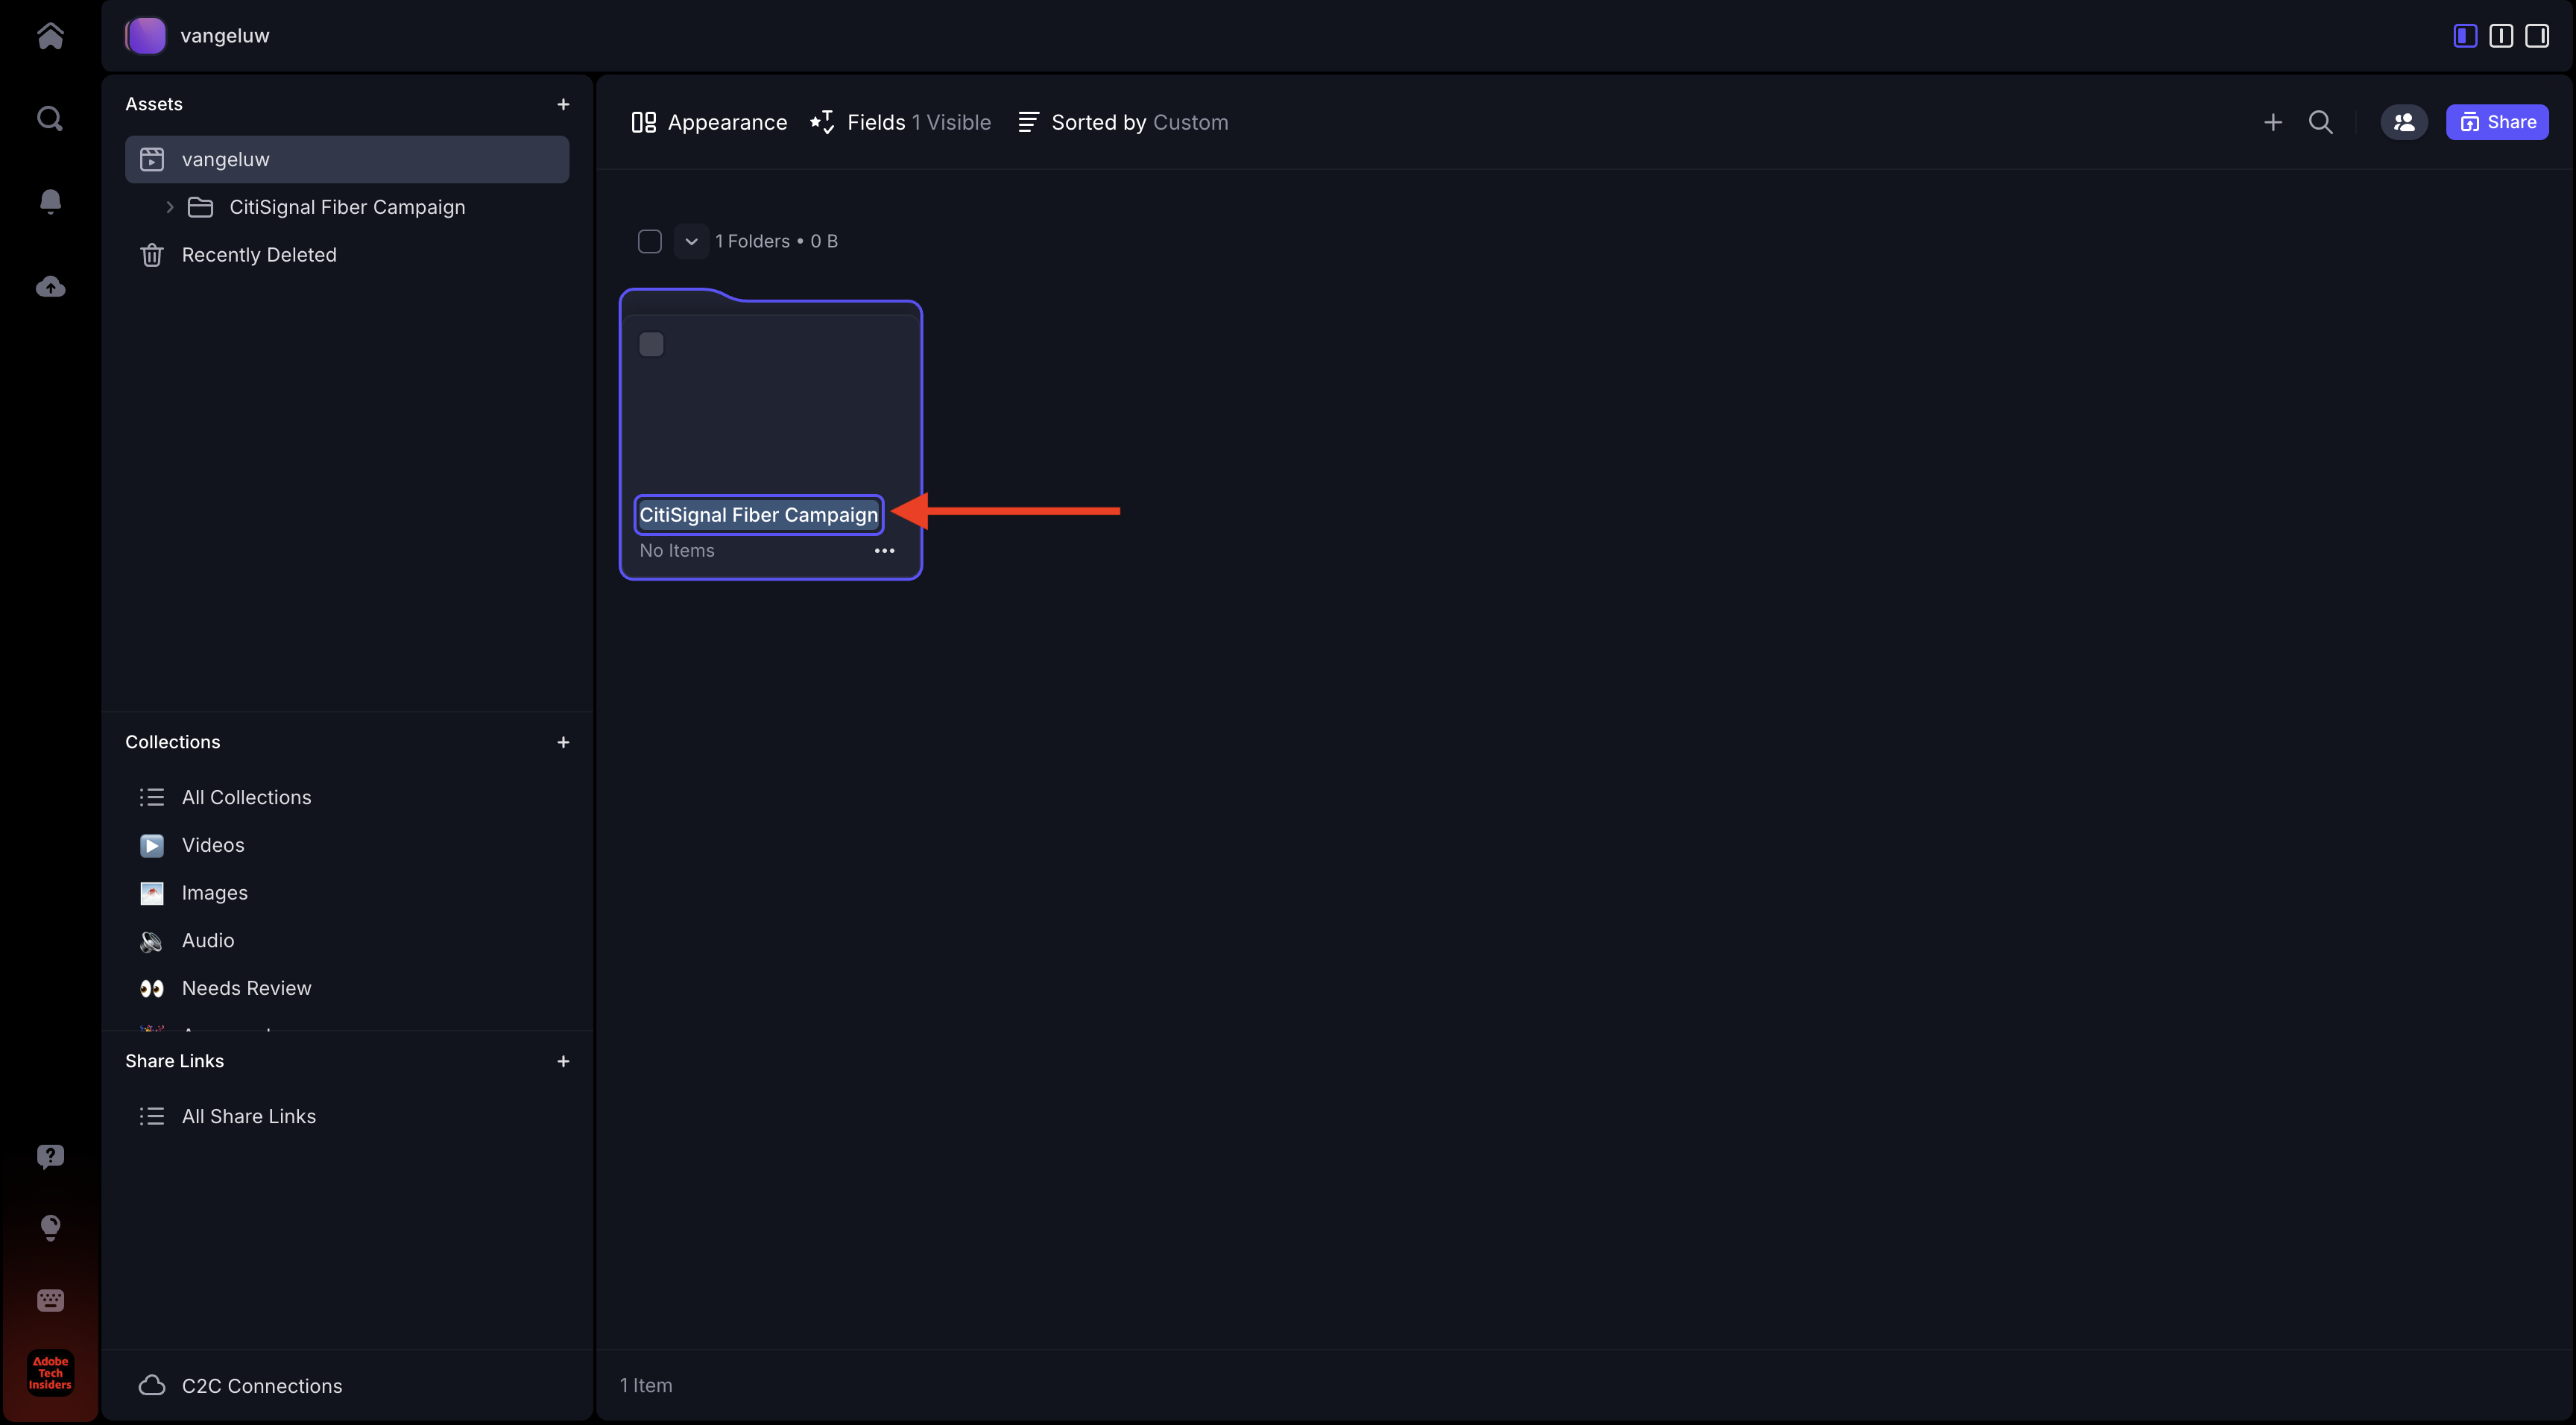 vangeluw
Assets
vangeluw
CitiSignal Fiber Campaign
Recently Deleted
Collections
All Collections
Videos
Images
Audio
Needs Review
Share Links
All Share Links
C2C Connections
Adobe
Tech
Insiders
Appearance
Fields 1 Visible
Sorted by Custom
Share
1 Folders • 0 B
CitiSignal Fiber Campaign
No Items
1 Item